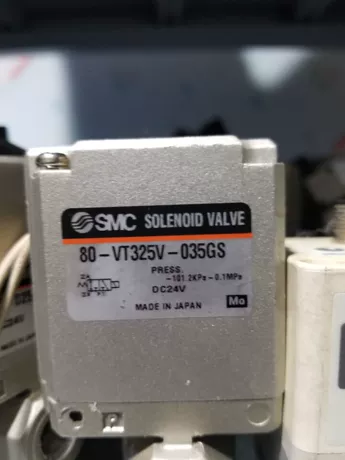 SMC SOLENOID VALVE
80-VT325V-035GS
PRESS.
-101.2KPa~0.1MPa
DC24V
MADE IN JAPAN
Mo